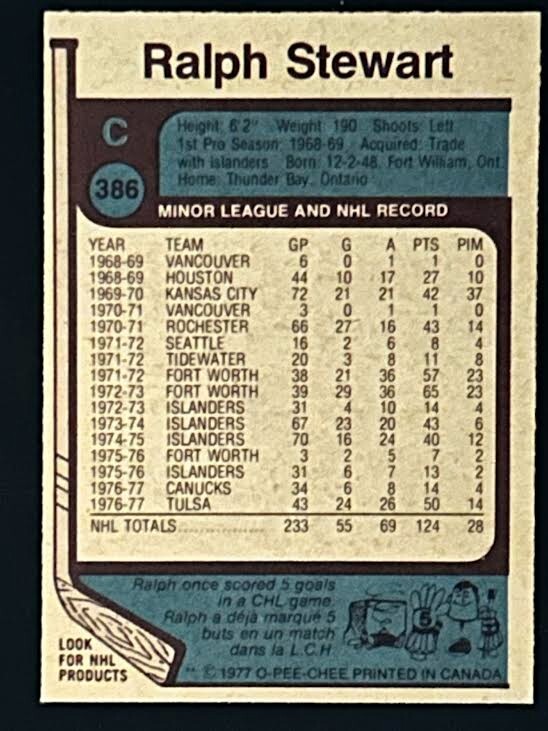 Ralph Stewart
C
Height: 6'2" Weight: 190 Shoots: Left
1st Pro Season: 1968-69 Acquired: Trade
with Islanders Born: 12-2-48, Fort William, Ont.
Home: Thunder Bay, Ontario
386
MINOR LEAGUE AND NHL RECORD
YEAR TEAM GP G A PTS PIM
1968-69 VANCOUVER 6 0 1 1 0
1968-69 HOUSTON 44 10 17 27 10
1969-70 KANSAS CITY 72 21 21 42 37
1970-71 VANCOUVER 3 0 1 1 0
1970-71 ROCHESTER 66 27 16 43 14
1971-72 SEATTLE 16 2 6 8 4
1971-72 TIDEWATER 20 3 8 11 8
1971-72 FORT WORTH 38 21 36 57 23
1972-73 FORT WORTH 39 29 36 65 23
1972-73 ISLANDERS 31 4 10 14 4
1973-74 ISLANDERS 67 23 20 43 6
1974-75 ISLANDERS 70 16 24 40 12
1975-76 FORT WORTH 3 2 5 7 2
1975-76 ISLANDERS 31 6 7 13 2
1976-77 CANUCKS 34 6 8 14 4
1976-77 TULSA 43 24 26 50 14
NHL TOTALS 233 55 69 124 28
Ralph once scored 5 goals
in a CHL game.
Ralph a déjà marqué 5
buts en un match
dans la L.C.H.
5
LOOK
FOR NHL
PRODUCTS
** © 1977 O-PEE-CHEE PRINTED IN CANADA